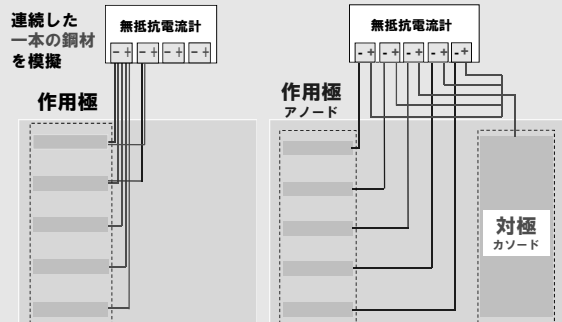 連続した
一本の鋼材
を模擬
無抵抗電流計
- + - + - + - +
作用極
無抵抗電流計
- + - + - + - + - +
作用極
アノード
対極
カソード